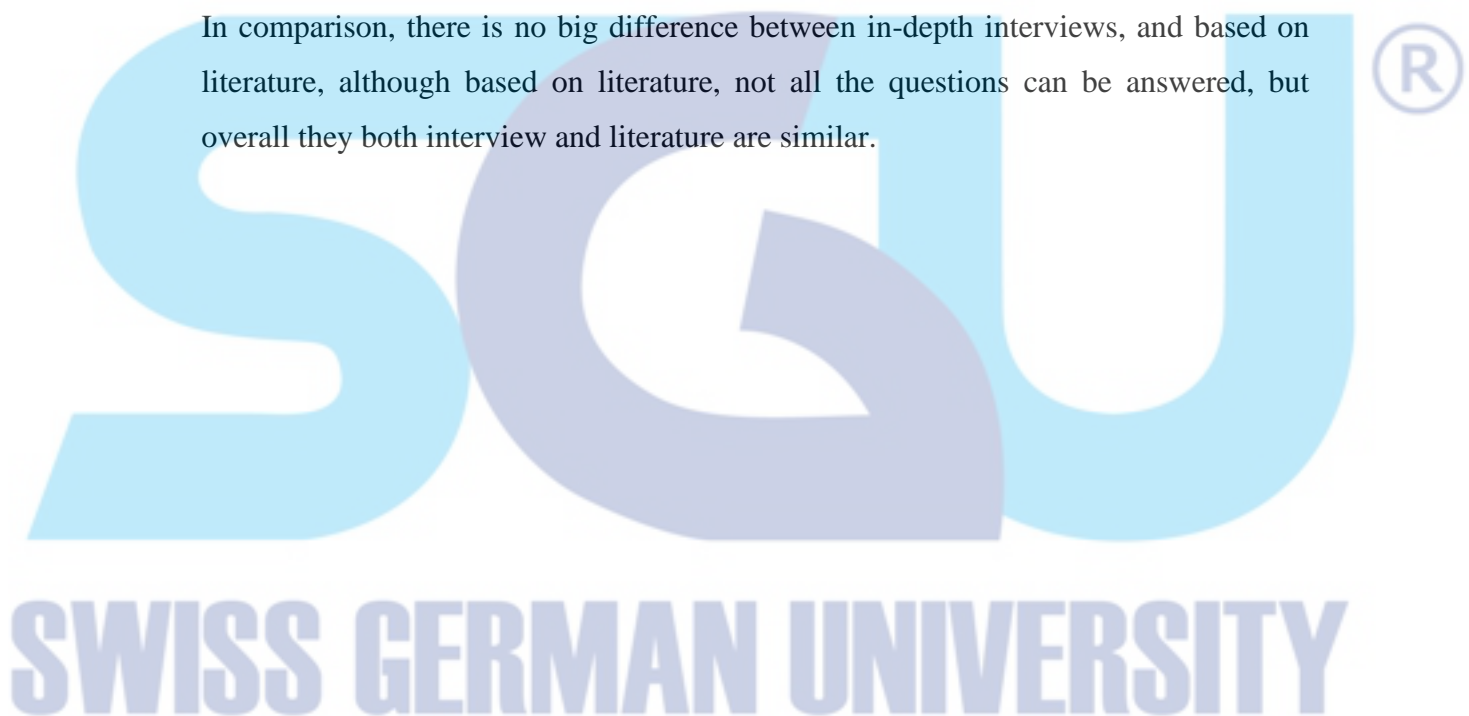 In comparison, there is no big difference between in-depth interviews, and based on
literature, although based on literature, not all the questions can be answered, but
overall they both interview and literature are similar.
SGU®
SWISS GERMAN UNIVERSITY